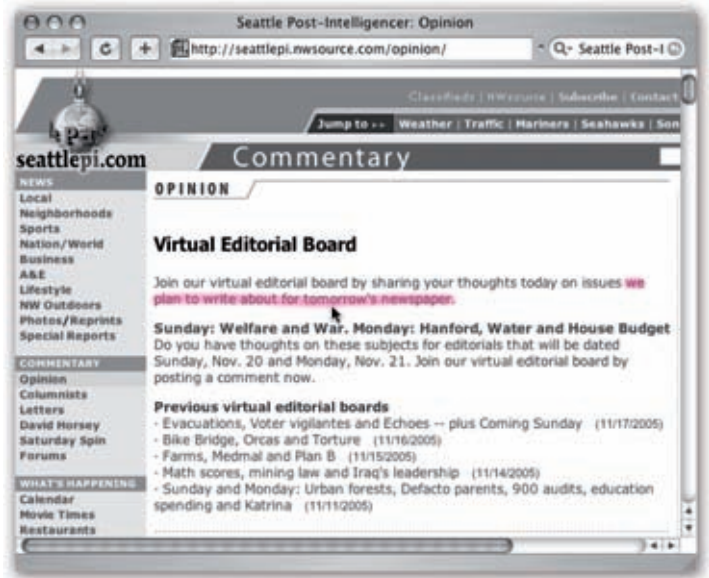 Seattle Post-Intelligencer: Opinion
http://seattlepi.nwsource.com/opinion/
Seattle Post-I
Classifieds | NWsource | Subscribe | Contact
Jump to >> Weather | Traffic | Mariners | Seahawks | Son
P-I
seattlepi.com
Commentary
NEWS
Local
Neighborhoods
Sports
Nation/World
Business
A&E
Lifestyle
NW Outdoors
Photos/Reprints
Special Reports
COMMENTARY
Opinion
Columnists
Letters
David Horsey
Saturday Spin
Forums
WHAT'S HAPPENING
Calendar
Movie Times
Restaurants
OPINION
Virtual Editorial Board
Join our virtual editorial board by sharing your thoughts today on issues we
plan to write about for tomorrow's newspaper.
Sunday: Welfare and War. Monday: Hanford, Water and House Budget
Do you have thoughts on these subjects for editorials that will be dated
Sunday, Nov. 20 and Monday, Nov. 21. Join our virtual editorial board by
posting a comment now.
Previous virtual editorial boards
- Evacuations, Voter vigilantes and Echoes -- plus Coming Sunday (11/17/2005)
- Bike Bridge, Orcas and Torture (11/16/2005)
- Farms, Medmal and Plan B (11/15/2005)
- Math scores, mining law and Iraq's leadership (11/14/2005)
- Sunday and Monday: Urban forests, Defacto parents, 900 audits, education
spending and Katrina (11/11/2005)